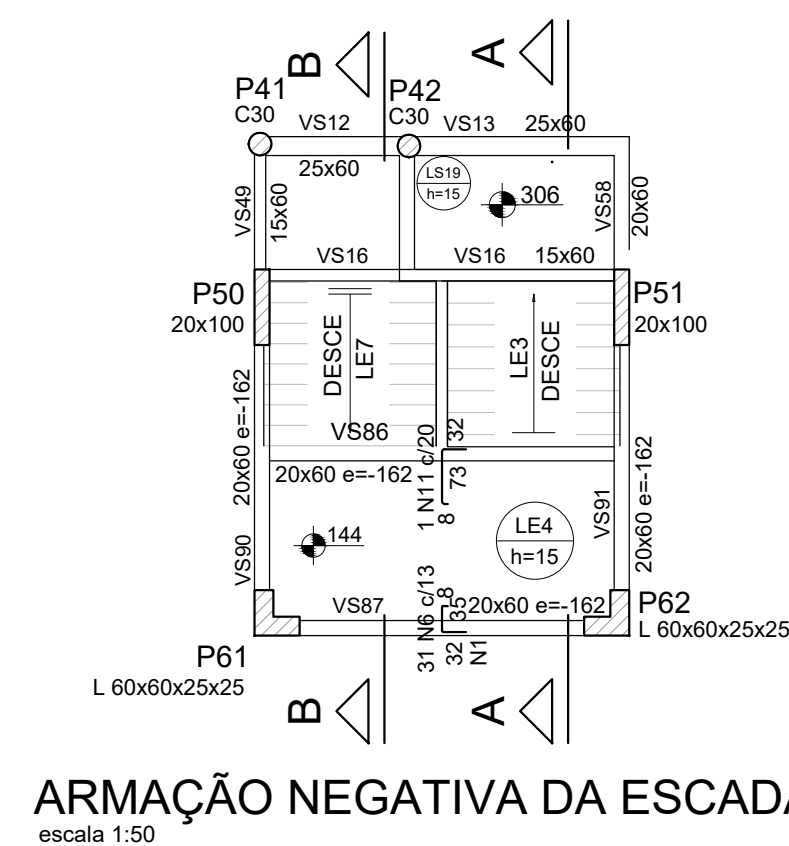 B
A
P41
C30
P42
C30
VS12
VS13
25x60
25x60
LS19
h=15
306
VS49
15x60
VS58
20x60
VS16
VS16
15x60
P50
20x100
P51
20x100
DESCE
LE7
LE3
DESCE
VS86
20x60 e=-162
20x60 e=-162
1 N11 c/20
32
73
8
144
LE4
h=15
VS91
20x60 e=-162
VS90
VS87
31 N6 c/13
8
35
32
N1
20x60 e=-162
P62
L 60x60x25x25
P61
L 60x60x25x25
B
A
ARMAÇÃO NEGATIVA DA ESCADA
escala 1:50